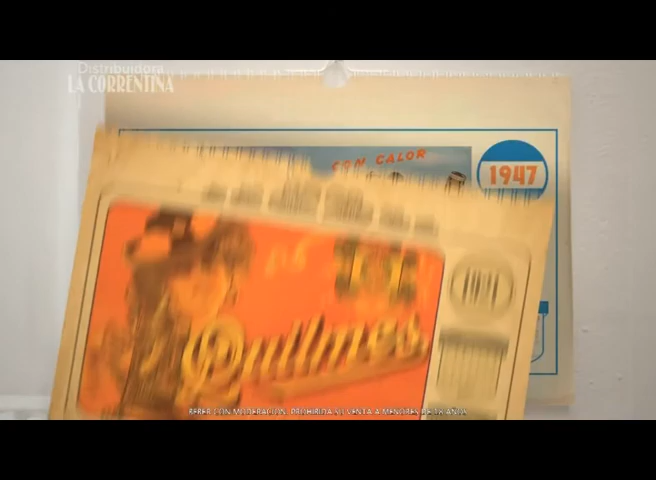 Distribuidora
LA CORRENTINA
CON CALOR
1947
Quilmes
BEBER CON MODERACIÓN. PROHIBIDA SU VENTA A MENORES DE 18 AÑOS